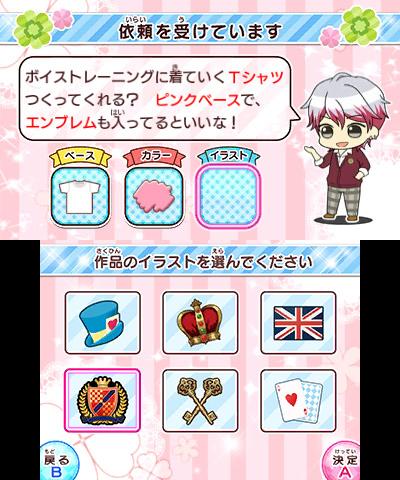 依頼を受けています
ボイストレーニングに着ていくTシャツ
つくってくれる？　ピンクベースで、
エンブレムも入ってるといいな！
ベース
カラー
イラスト
作品のイラストを選んでください
戻る
B
決定
A